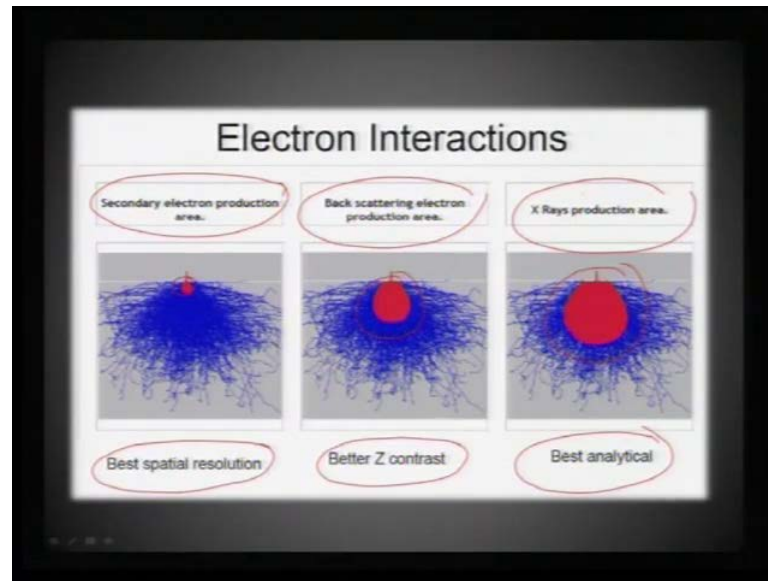 Electron Interactions
Secondary electron production
area.
Back scattering electron
production area.
X Rays production area.
Best spatial resolution
Better Z contrast
Best analytical